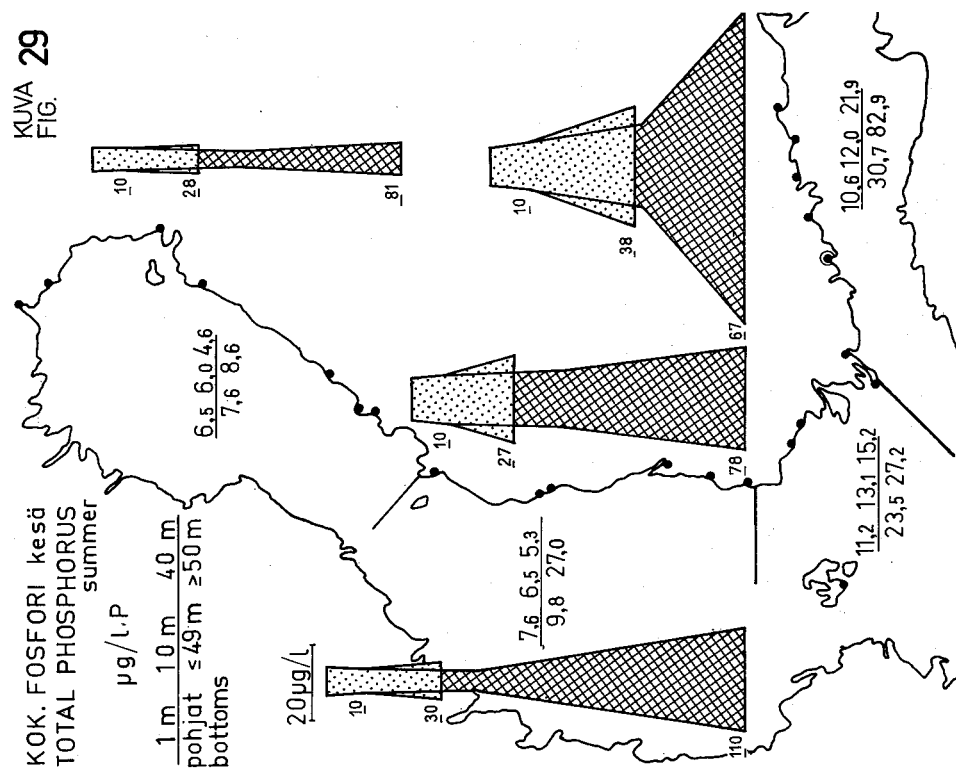 KUVA
FIG. 29
KOK. FOSFORI kesä
TOTAL PHOSPHORUS
summer
µg/l.P
1 m 10 m 40 m
pohjat ≤49 m ≥50 m
bottoms
20µg/l
10
28
81
6,5 6,0 4,6
7,6 8,6
10
38
67
10
27
78
10
30
110
7,6 6,5 5,3
9,8 27,0
11,2 13,1 15,2
23,5 27,2
10,6 12,0 21,9
30,7 82,9